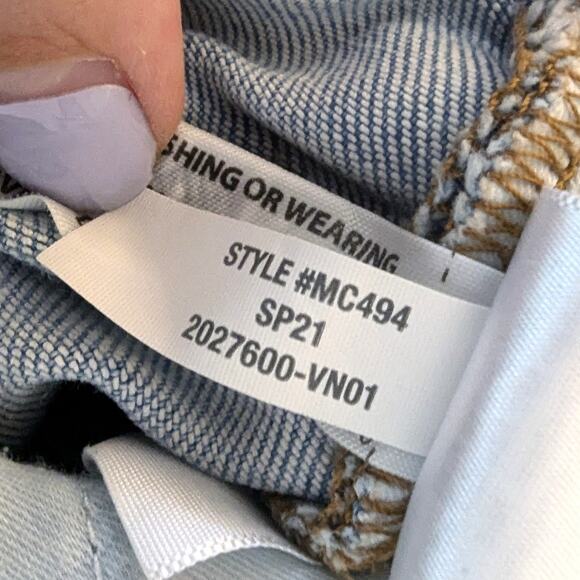 SHING OR WEARING
STYLE #MC494
SP21
2027600-VN01